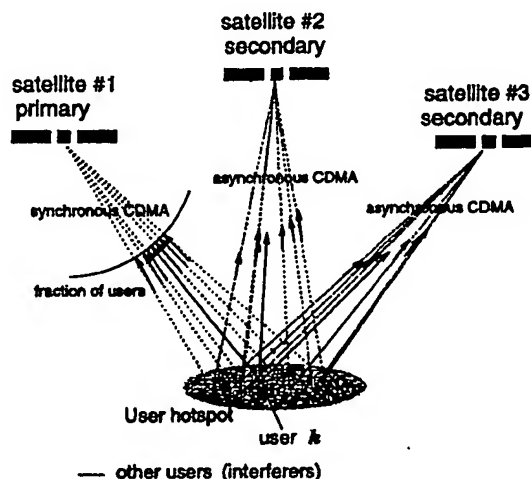 satellite #2
secondary
satellite #1
primary
satellite #3
secondary
asynchronous CDMA
synchronous CDMA
asynchronous CDMA
fraction of users
User hotspot
user k
other users (interferers)